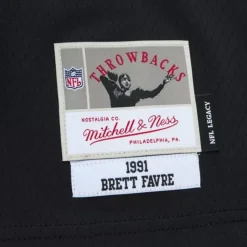 THROWBACKS
NFL
NOSTALGIA CO.
Mitchell & Ness
PHILADELPHIA, PA.
NFL LEGACY
1991
BRETT FAVRE